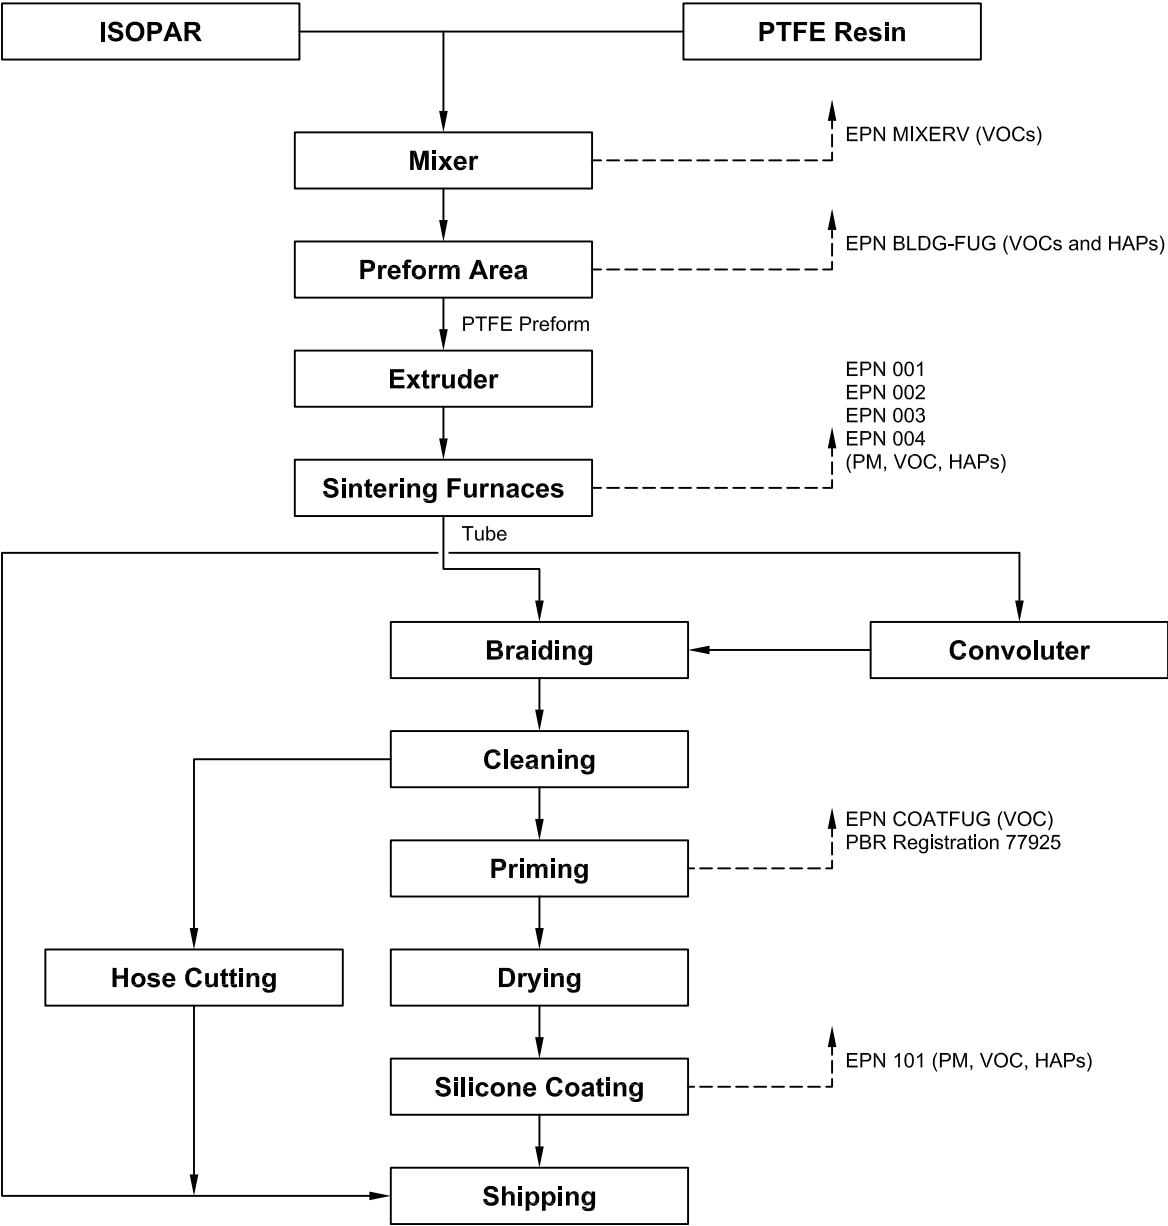 ISOPAR
PTFE Resin
EPN MIXERV (VOCs)
Mixer
EPN BLDG-FUG (VOCs and HAPs)
Preform Area
PTFE Preform
Extruder
EPN 001
EPN 002
EPN 003
EPN 004
(PM, VOC, HAPs)
Sintering Furnaces
Tube
Braiding
Convoluter
Cleaning
EPN COATFUG (VOC)
PBR Registration 77925
Priming
Hose Cutting
Drying
EPN 101 (PM, VOC, HAPs)
Silicone Coating
Shipping